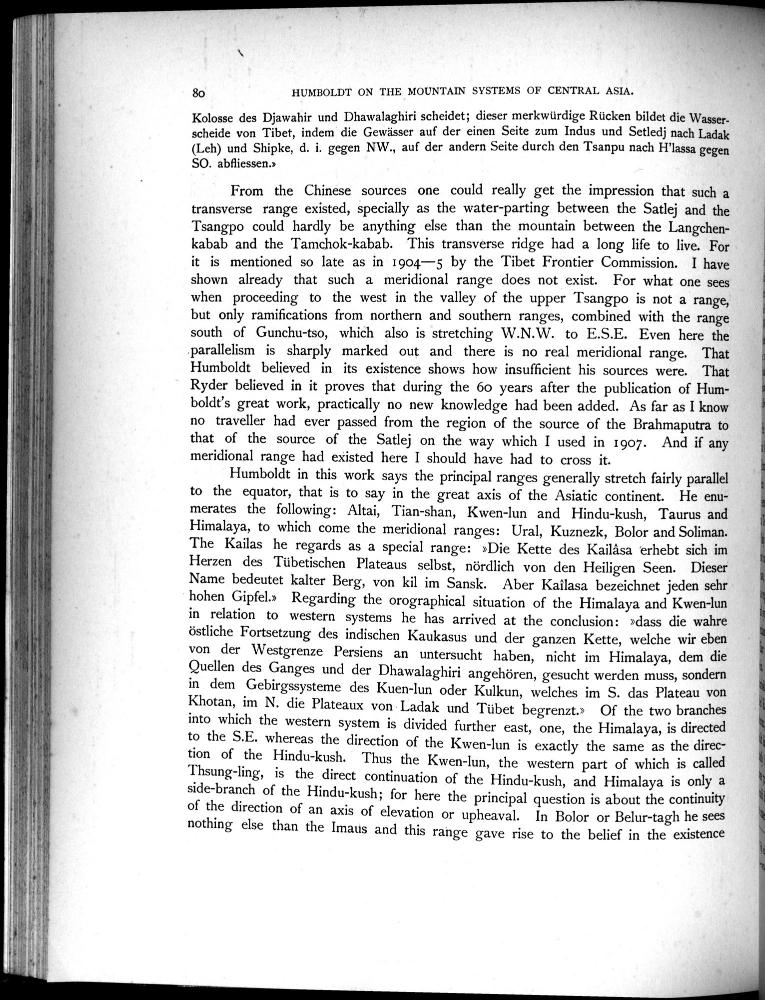 80 HUMBOLDT ON THE MOUNTAIN SYSTEMS OF CENTRAL ASIA.
Kolosse des Djawahir und Dhawalaghiri scheidet; dieser merkwürdige Rücken bildet die Wasser-
scheide von Tibet, indem die Gewässer auf der einen Seite zum Indus und Setledj nach Ladak
(Leh) und Shipke, d. i. gegen NW., auf der andern Seite durch den Tsanpu nach H'lassa gegen
SO. abfliessen.»
From the Chinese sources one could really get the impression that such a
transverse range existed, specially as the water-parting between the Satlej and the
Tsangpo could hardly be anything else than the mountain between the Langchen-
kabab and the Tamchok-kabab. This transverse ridge had a long life to live. For
it is mentioned so late as in 1904—5 by the Tibet Frontier Commission. I have
shown already that such a meridional range does not exist. For what one sees
when proceeding to the west in the valley of the upper Tsangpo is not a range,
but only ramifications from northern and southern ranges, combined with the range
south of Gunchu-tso, which also is stretching W.N.W. to E.S.E. Even here the
parallelism is sharply marked out and there is no real meridional range. That
Humboldt believed in its existence shows how insufficient his sources were. That
Ryder believed in it proves that during the 60 years after the publication of Hum-
boldt's great work, practically no new knowledge had been added. As far as I know
no traveller had ever passed from the region of the source of the Brahmaputra to
that of the source of the Satlej on the way which I used in 1907. And if any
meridional range had existed here I should have had to cross it.
Humboldt in this work says the principal ranges generally stretch fairly parallel
to the equator, that is to say in the great axis of the Asiatic continent. He enu-
merates the following: Altai, Tian-shan, Kwen-lun and Hindu-kush, Taurus and
Himalaya, to which come the meridional ranges: Ural, Kuznezk, Bolor and Soliman.
The Kailas he regards as a special range: »Die Kette des Kailâsa erhebt sich im
Herzen des Tübetischen Plateaus selbst, nördlich von den Heiligen Seen. Dieser
Name bedeutet kalter Berg, von kil im Sansk. Aber Kailasa bezeichnet jeden sehr
hohen Gipfel.» Regarding the orographical situation of the Himalaya and Kwen-lun
in relation to western systems he has arrived at the conclusion: »dass die wahre
östliche Fortsetzung des indischen Kaukasus und der ganzen Kette, welche wir eben
von der Westgrenze Persiens an untersucht haben, nicht im Himalaya, dem die
Quellen des Ganges und der Dhawalaghiri angehören, gesucht werden muss, sondern
in dem Gebirgssysteme des Kuen-lun oder Kulkun, welches im S. das Plateau von
Khotan, im N. die Plateaux von Ladak und Tübet begrenzt.» Of the two branches
into which the western system is divided further east, one, the Himalaya, is directed
to the S.E. whereas the direction of the Kwen-lun is exactly the same as the direc-
tion of the Hindu-kush. Thus the Kwen-lun, the western part of which is called
Thsung-ling, is the direct continuation of the Hindu-kush, and Himalaya is only a
side-branch of the Hindu-kush; for here the principal question is about the continuity
of the direction of an axis of elevation or upheaval. In Bolor or Belur-tagh he sees
nothing else than the Imaus and this range gave rise to the belief in the existence